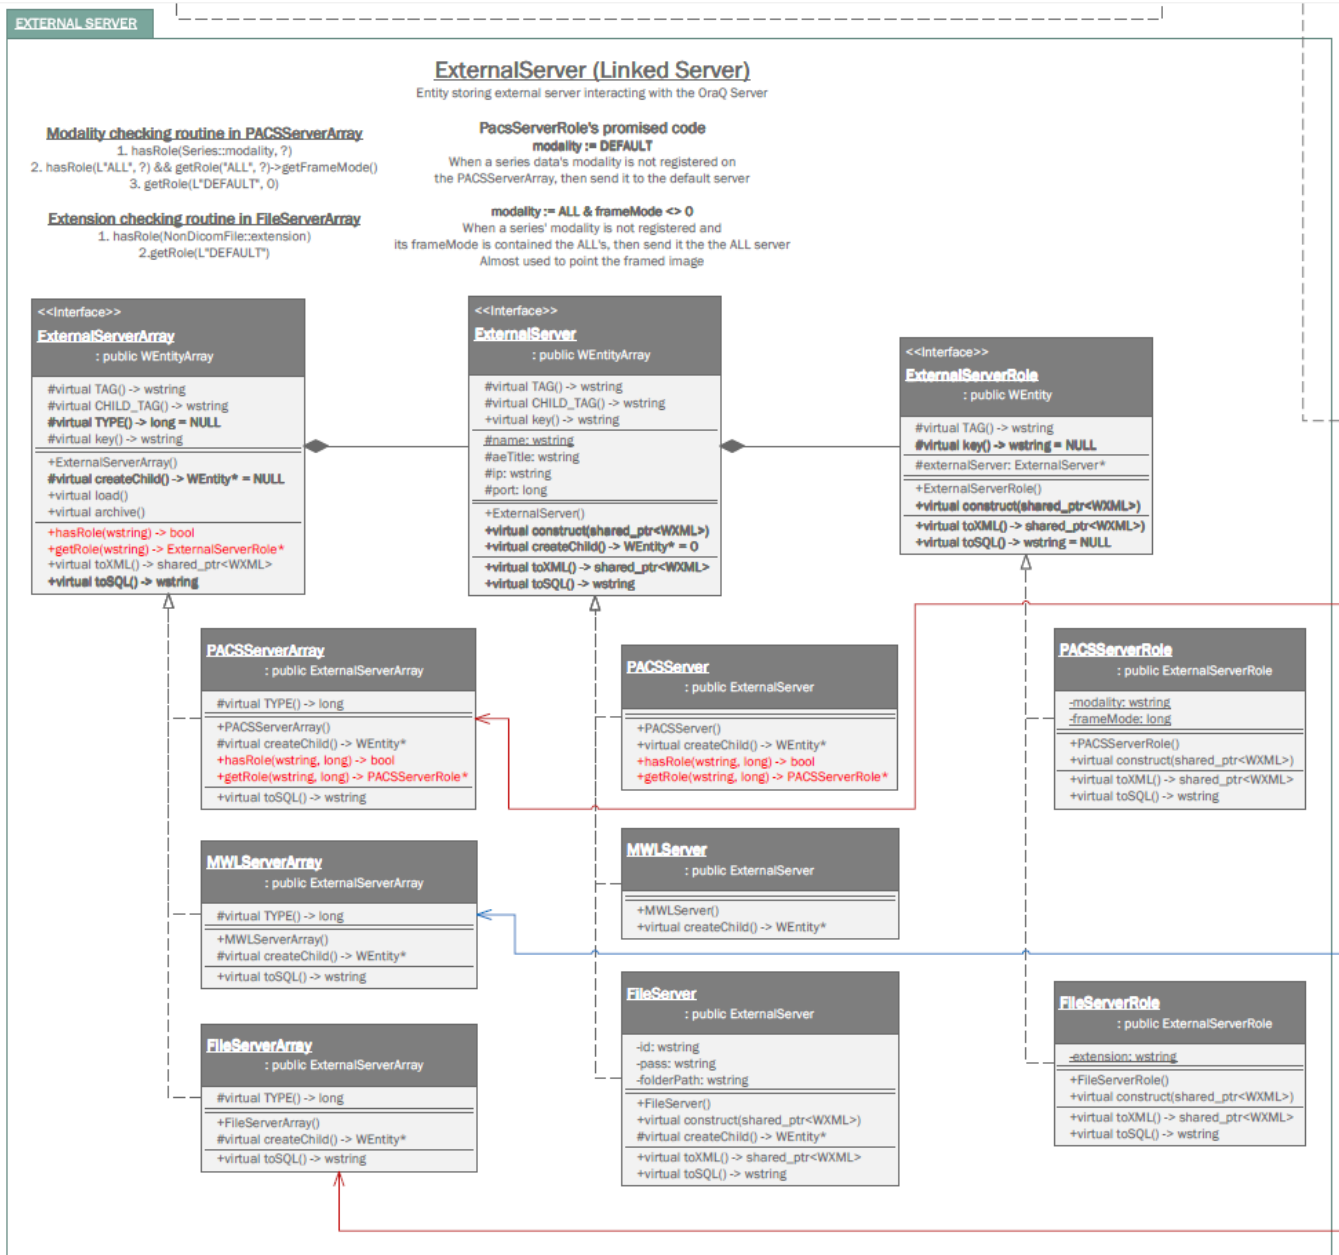 EXTERNAL SERVER
ExternalServer (Linked Server)
Entity storing external server interacting with the OraQ Server
Modality checking routine in PACSServerArray
1. hasRole(Series::modality, ?)
2. hasRole(L"ALL", ?) && getRole("ALL", ?)->getFrameMode()
3. getRole(L"DEFAULT", 0)
Extension checking routine in FileServerArray
1. hasRole(NonDicomFile::extension)
2.getRole(L"DEFAULT")
PacsServerRole's promised code
modality := DEFAULT
When a series data's modality is not registered on
the PACSServerArray, then send it to the default server
modality := ALL & frameMode <> 0
When a series' modality is not registered and
its frameMode is contained the ALL's, then send it the the ALL server
Almost used to point the framed image
<<Interface>>
ExternalServerArray
: public WEntityArray
#virtual TAG() -> wstring
#virtual CHILD_TAG() -> wstring
#virtual TYPE() -> long = NULL
#virtual key() -> wstring
+ExternalServerArray()
#virtual createChild() -> WEntity* = NULL
+virtual load()
+virtual archive()
+hasRole(wstring) -> bool
+getRole(wstring) -> ExternalServerRole*
+virtual toXML() -> shared_ptr<WXML>
+virtual toSQL() -> wstring
<<Interface>>
ExternalServer
: public WEntityArray
#virtual TAG() -> wstring
#virtual CHILD_TAG() -> wstring
+virtual key() -> wstring
#name: wstring
#aeTitle: wstring
#ip: wstring
#port: long
+ExternalServer()
+virtual construct(shared_ptr<WXML>)
+virtual createChild() -> WEntity* = 0
+virtual toXML() -> shared_ptr<WXML>
+virtual toSQL() -> wstring
<<Interface>>
ExternalServerRole
: public WEntity
#virtual TAG() -> wstring
#virtual key() -> wstring = NULL
#externalServer: ExternalServer*
+ExternalServerRole()
+virtual construct(shared_ptr<WXML>)
+virtual toXML() -> shared_ptr<WXML>)
+virtual toSQL() -> wstring = NULL
PACSServerArray
: public ExternalServerArray
#virtual TYPE() -> long
+PACSServerArray()
#virtual createChild() -> WEntity*
+hasRole(wstring, long) -> bool
+getRole(wstring, long) -> PACSServerRole*
+virtual toSQL() -> wstring
PACSServer
: public ExternalServer
+PACSServer()
+virtual createChild() -> WEntity*
+hasRole(wstring, long) -> bool
+getRole(wstring, long) -> PACSServerRole*
PACSServerRole
: public ExternalServerRole
-modality: wstring
-frameMode: long
+PACSServerRole()
+virtual construct(shared_ptr<WXML>)
+virtual toXML() -> shared_ptr<WXML>
+virtual toSQL() -> wstring
MWLServerArray
: public ExternalServerArray
#virtual TYPE() -> long
+MWLServerArray()
#virtual createChild() -> WEntity*
+virtual toSQL() -> wstring
MWLServer
: public ExternalServer
+MWLServer()
+virtual createChild() -> WEntity*
FileServerArray
: public ExternalServerArray
#virtual TYPE() -> long
+FileServerArray()
#virtual createChild() -> WEntity*
+virtual toSQL() -> wstring
FileServer
: public ExternalServer
-id: wstring
-pass: wstring
-folderPath: wstring
+FileServer()
+virtual construct(shared_ptr<WXML>)
#virtual createChild() -> WEntity*
+virtual toXML() -> shared_ptr<WXML>
+virtual toSQL() -> wstring
FileServerRole
: public ExternalServerRole
-extension: wstring
+FileServerRole()
+virtual construct(shared_ptr<WXML>)
+virtual toXML() -> shared_ptr<WXML>
+virtual toSQL() -> wstring